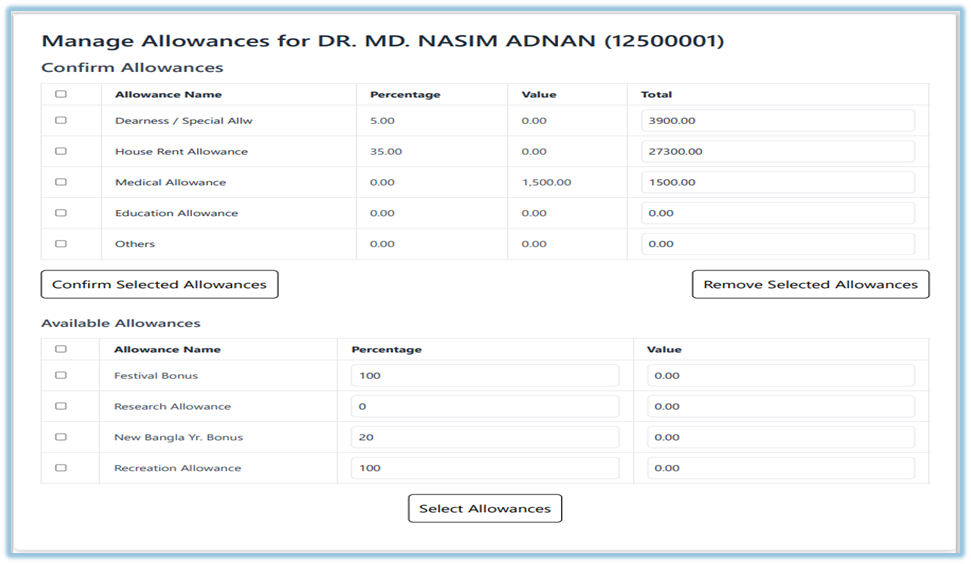 Manage Allowances for DR. MD. NASIM ADNAN (12500001)
Confirm Allowances
Allowance Name Percentage Value Total
Dearness / Special Allw 5.00 0.00 3900.00
House Rent Allowance 35.00 0.00 27300.00
Medical Allowance 0.00 1,500.00 1500.00
Education Allowance 0.00 0.00 0.00
Others 0.00 0.00 0.00
Confirm Selected Allowances Remove Selected Allowances
Available Allowances
Allowance Name Percentage Value
Festival Bonus 100 0.00
Research Allowance 0 0.00
New Bangla Yr. Bonus 20 0.00
Recreation Allowance 100 0.00
Select Allowances